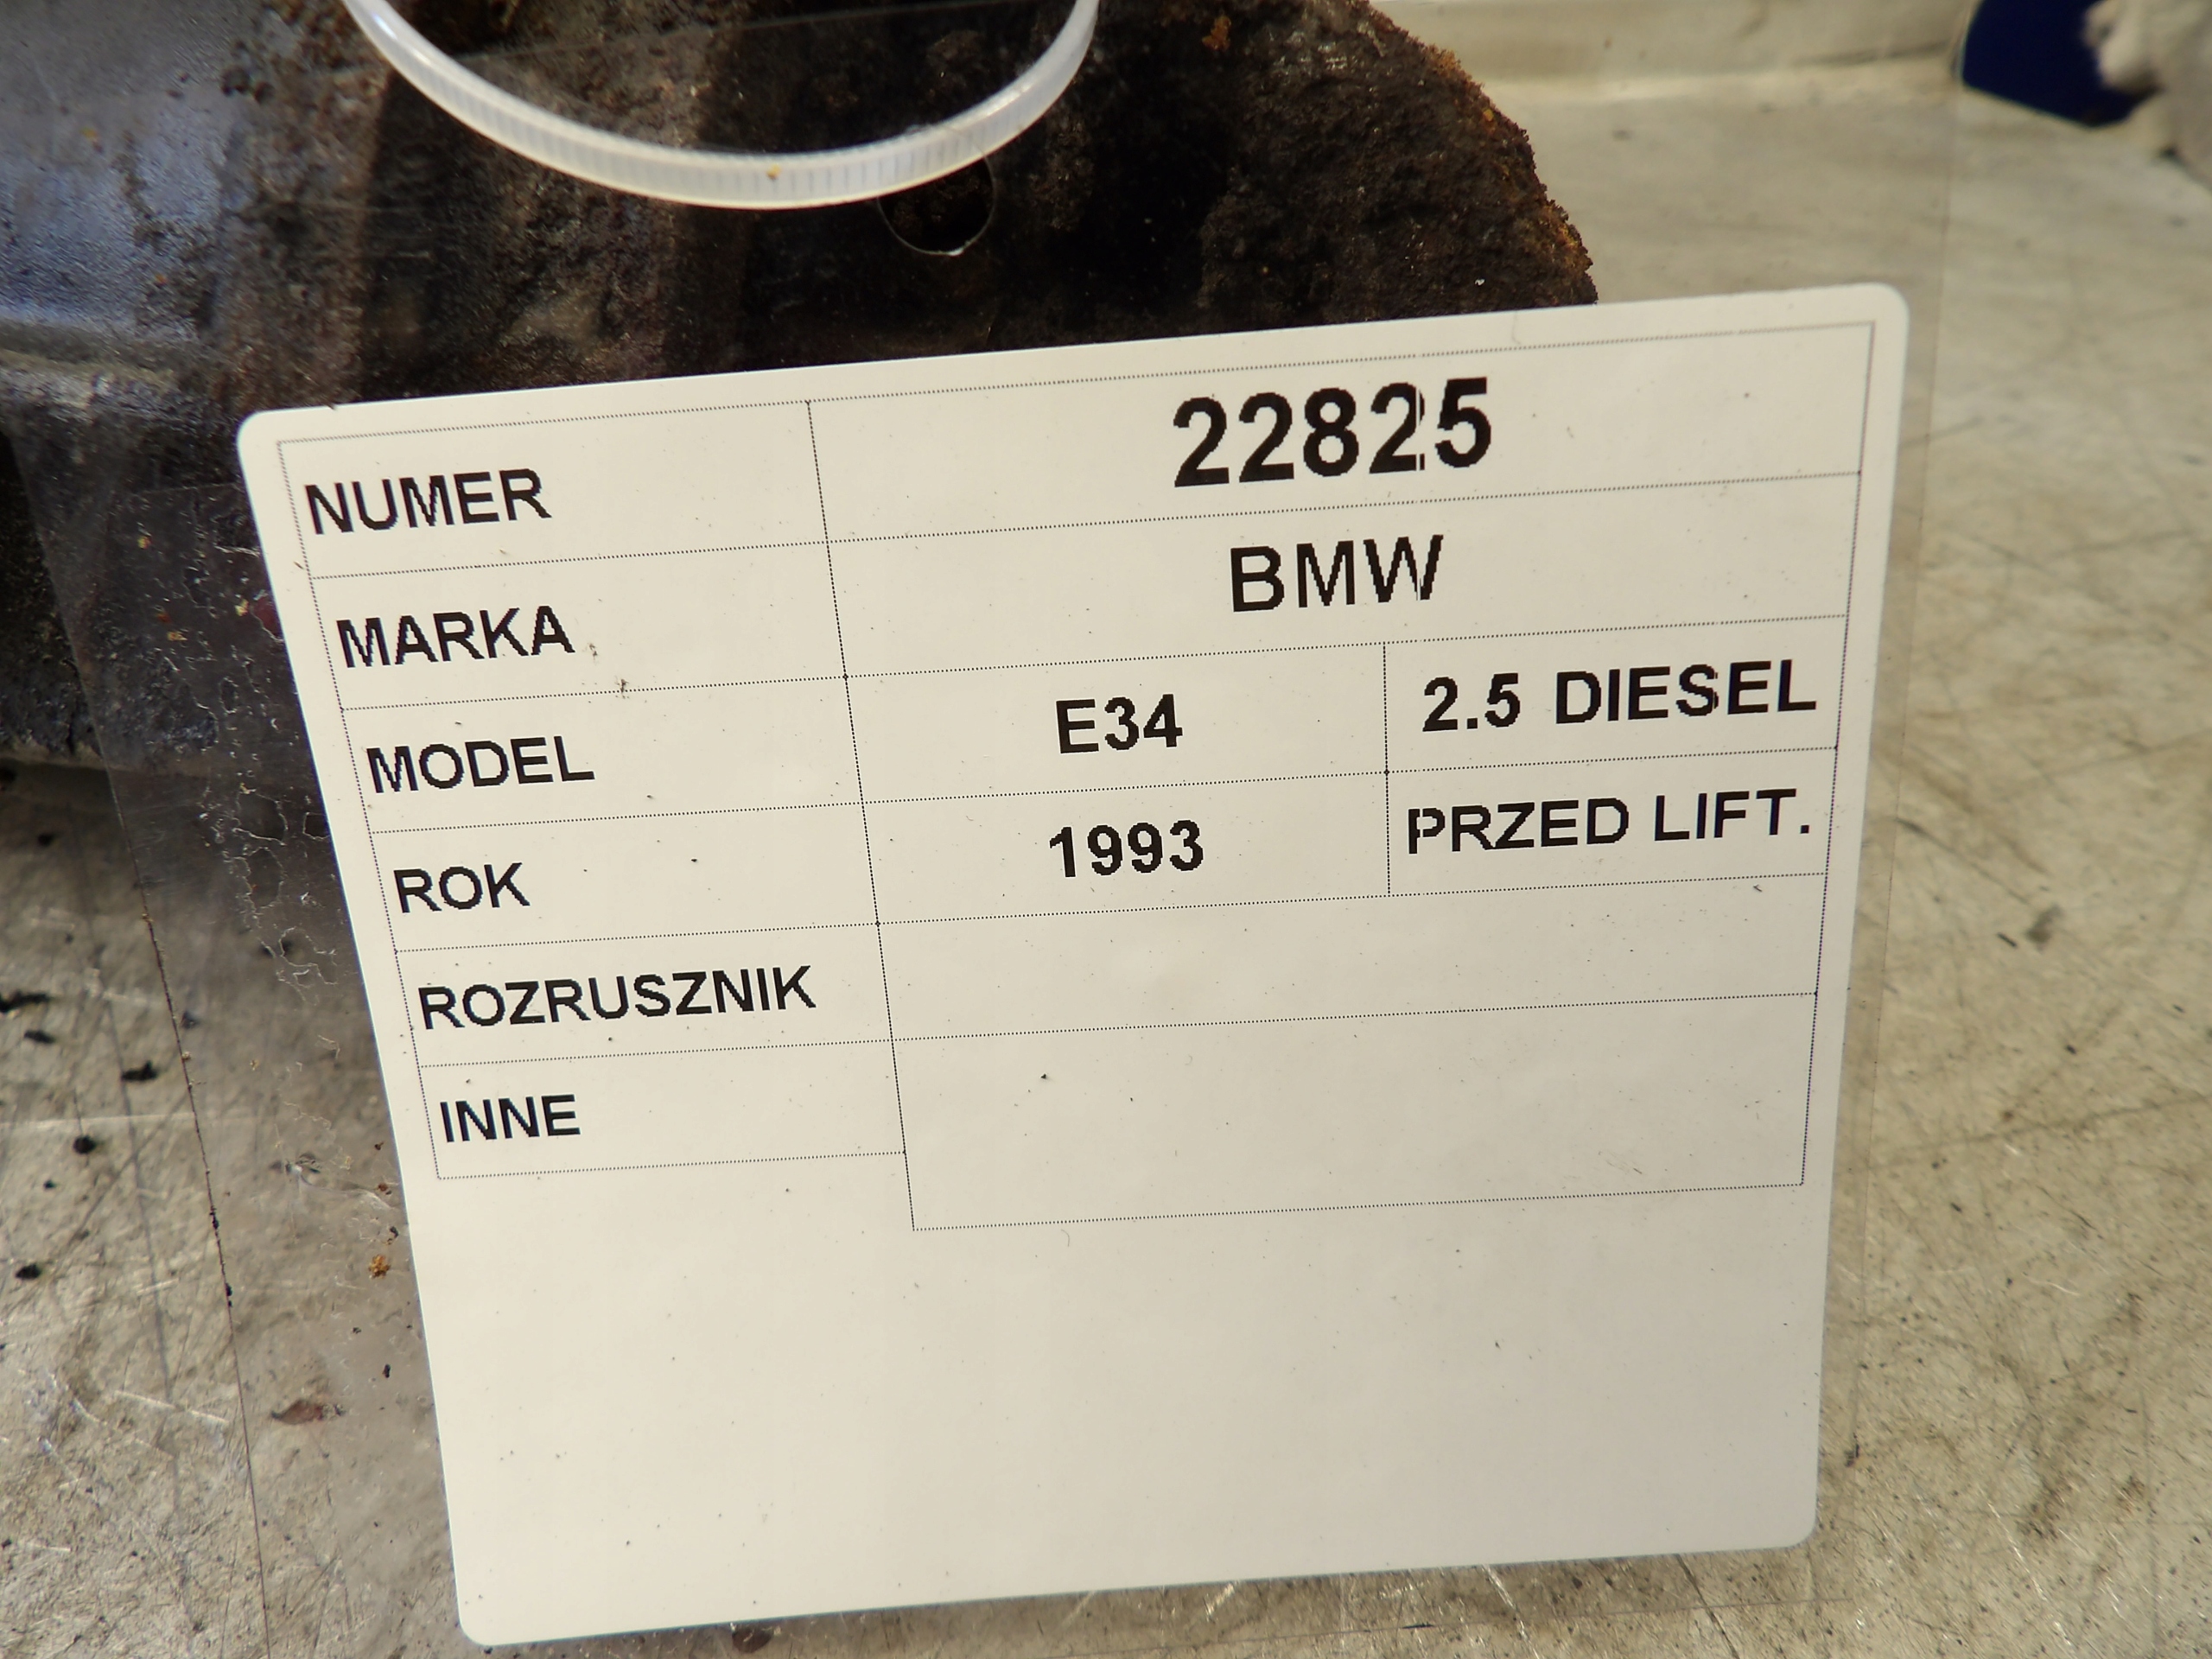 NUMER 22825
MARKA BMW
MODEL E34 2.5 DIESEL
ROK 1993 PRZED LIFT.
ROZRUSZNIK
INNE